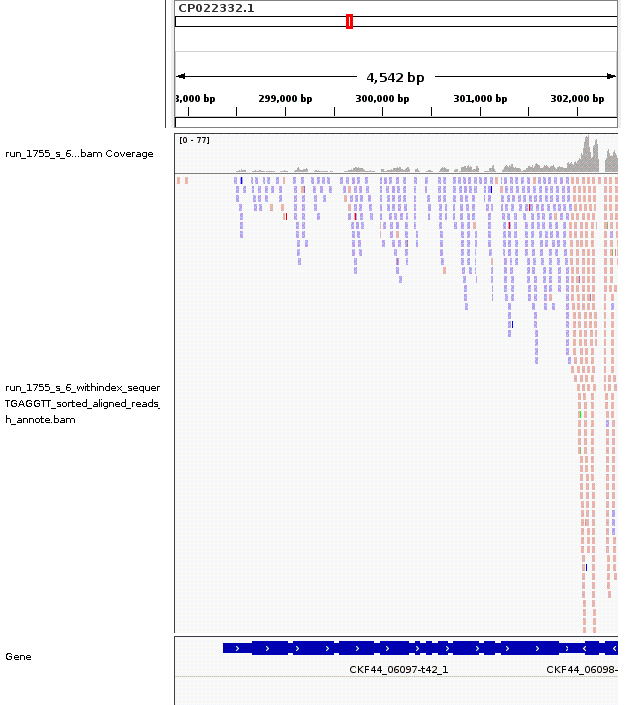 CP022332.1
4,542 bp
3,000 bp 299,000 bp 300,000 bp 301,000 bp 302,000 bp
[0 - 77]
run_1755_s_6...bam Coverage
run_1755_s_6_withindex_sequer
TGAGGTT_sorted_aligned_reads_
h_annote.bam
Gene
CKF44_06097-t42_1 CKF44_06098-